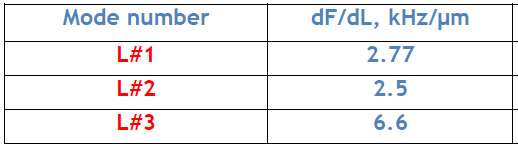 Mode number dF/dL, kHz/µm
L#1 2.77
L#2 2.5
L#3 6.6